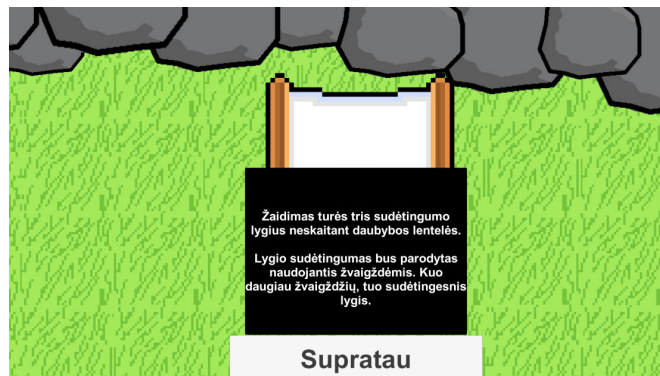 Žaidimas turės tris sudėtingumo
lygius neskaitant daubybos lentelės.
Lygio sudėtingumas bus parodytas
naudojantis žvaigždėmis. Kuo
daugiau žvaigždžių, tuo sudėtingesnis
lygis.
Supratau